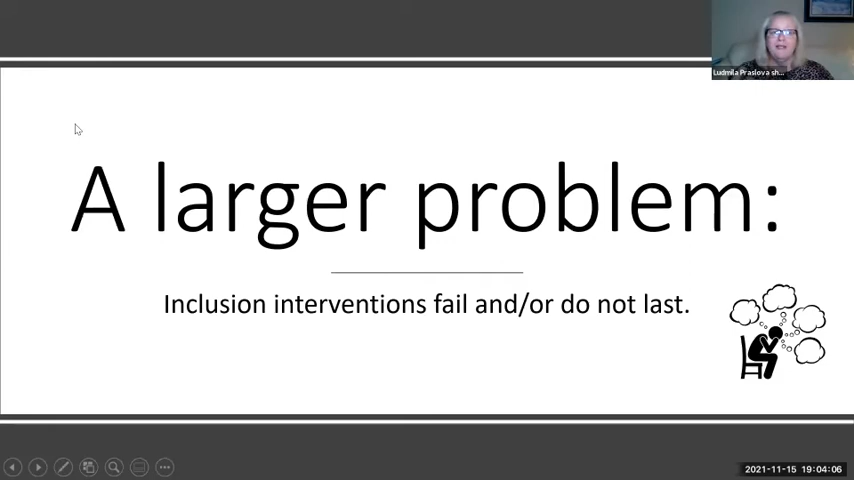 Ludmila Praslova sh...
A larger problem:
Inclusion interventions fail and/or do not last.
2021-11-15 19:04:06